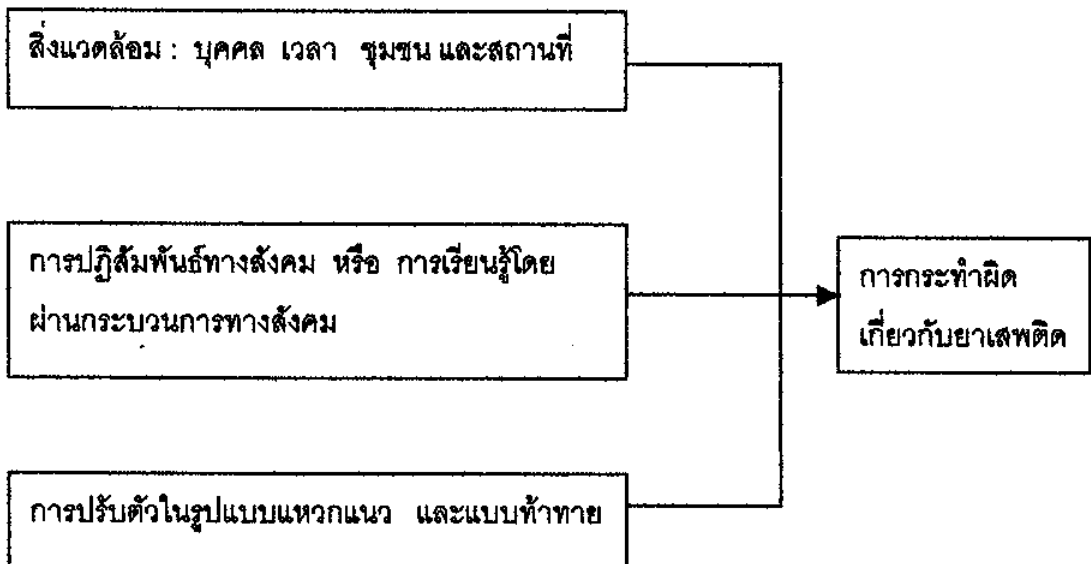 สิ่งแวดล้อม : บุคคล เวลา ชุมชน และสถานที่
การปฏิสัมพันธ์ทางสังคม หรือ การเรียนรู้โดย
ผ่านกระบวนการทางสังคม
การกระทำผิด
เกี่ยวกับยาเสพติด
การปรับตัวในรูปแบบแหวกแนว และแบบท้าทาย